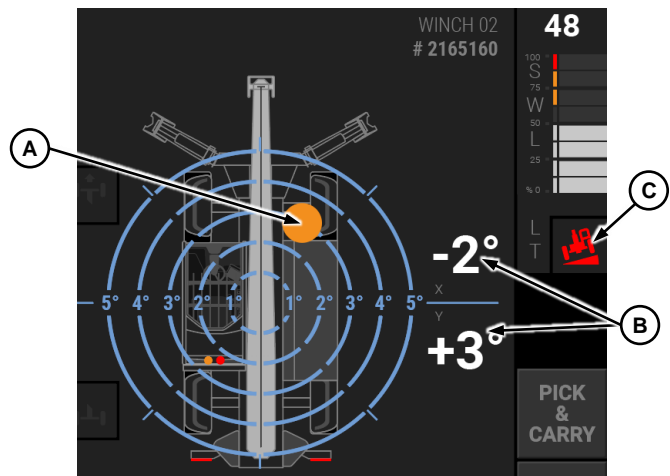 WINCH 02
# 2165160
48
100
S
75
W
50
L
25
% 0
A
C
L
T
-2°
X
5° 4° 3° 2° 1° 1° 2° 3° 4° 5°
Y
B
+3°
PICK
&
CARRY